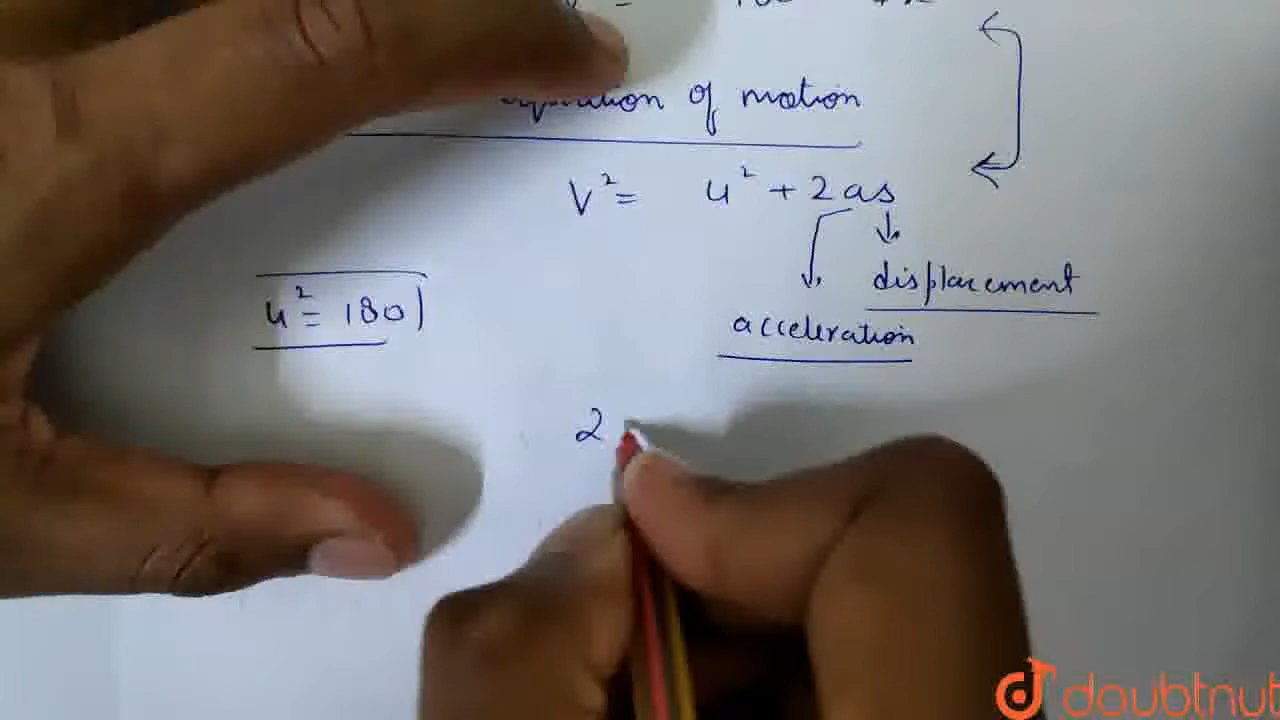 of motion
V² = u² + 2as
displacement
u² = 180
acceleration
2
doubtnut